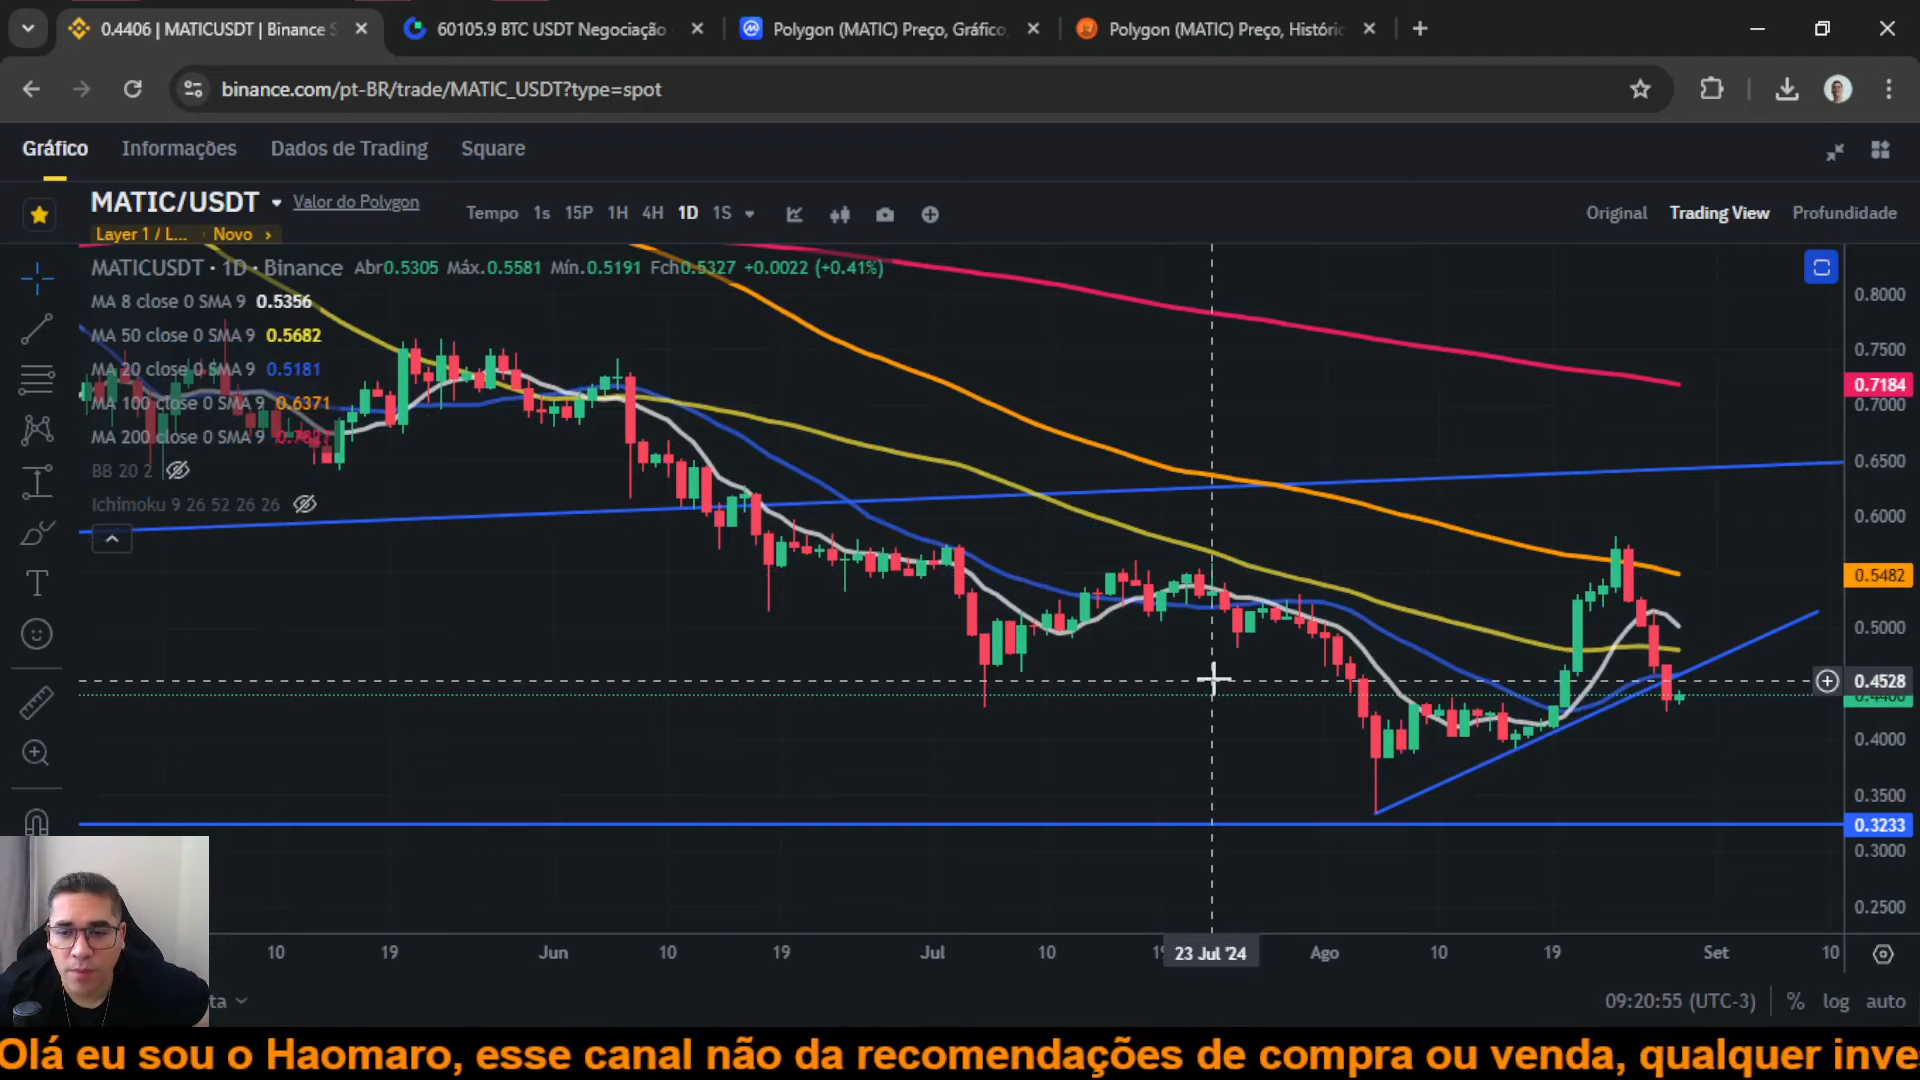 0.4406 | MATICUSDT | Binance S
60105.9 BTC USDT Negociação
Polygon (MATIC) Preço, Gráfico,
Polygon (MATIC) Preço, Históric
binance.com/pt-BR/trade/MATIC_USDT?type=spot
Gráfico Informações Dados de Trading Square
MATIC/USDT Valor do Polygon Tempo 1s 15P 1H 4H 1D 1S Original Trading View Profundidade
Layer 1 / L... Novo >
MATICUSDT · 1D · Binance Abr0.5305 Máx.0.5581 Mín.0.5191 Fch0.5327 +0.0022 (+0.41%)
MA 8 close 0 SMA 9 0.5356
MA 50 close 0 SMA 9 0.5682
MA 20 close 0 SMA 9 0.5181
MA 100 close 0 SMA 9 0.6371
MA 200 close 0 SMA 9
BB 20 2
Ichimoku 9 26 52 26 26
0.8000
0.7500
0.7184
0.7000
0.6500
0.6000
0.5482
0.5000
0.4528
0.4000
0.3500
0.3233
0.3000
0.2500
10 19 Jun 10 19 Jul 10 23 Jul '24 Ago 10 19 Set 10
ta 09:20:55 (UTC-3) % log auto
Olá eu sou o Haomaro, esse canal não da recomendações de compra ou venda, qualquer inve